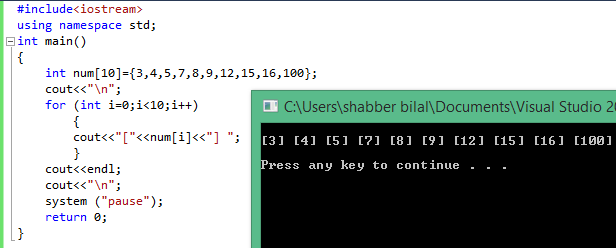 #include<iostream>
using namespace std;
int main()
{
int num[10]={3,4,5,7,8,9,12,15,16,100};
cout<<"\n";
for (int i=0;i<10;i++)
{
cout<<"["<<num[i]<<"] ";
}
cout<<endl;
cout<<"\n";
system ("pause");
return 0;
}
C:\Users\shabber bilal\Documents\Visual Studio 20
[3] [4] [5] [7] [8] [9] [12] [15] [16] [100]
Press any key to continue . . .